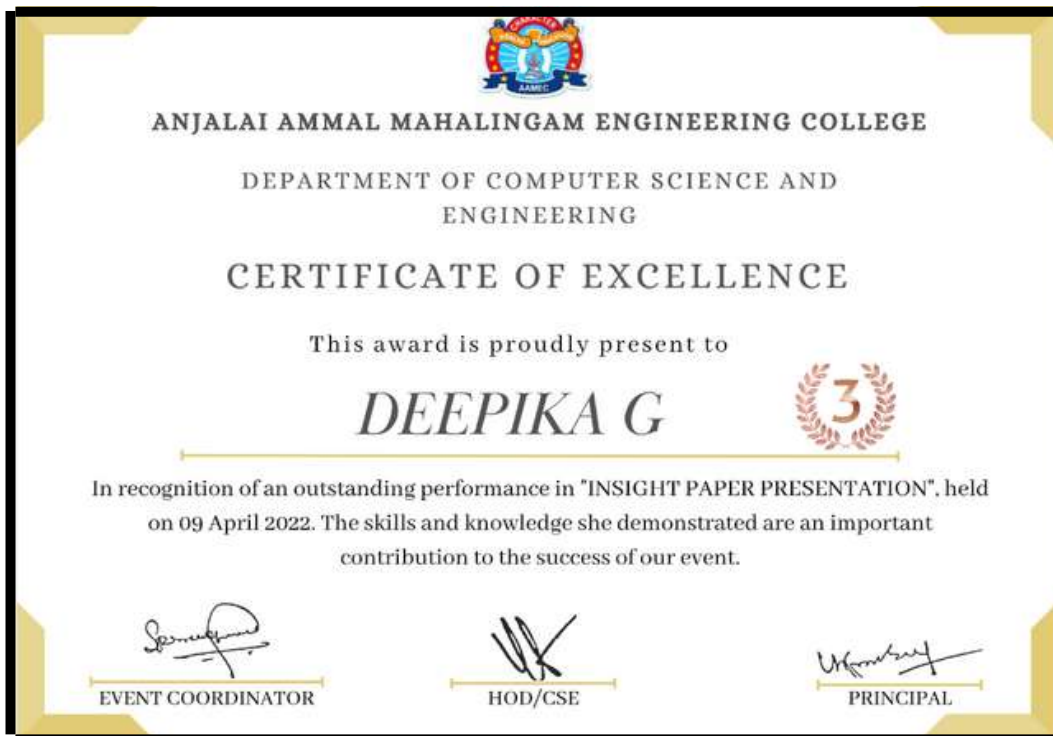 CHARACTER
AAMEC
ANJALAI AMMAL MAHALINGAM ENGINEERING COLLEGE
DEPARTMENT OF COMPUTER SCIENCE AND
ENGINEERING
CERTIFICATE OF EXCELLENCE
This award is proudly present to
DEEPIKA G
3
In recognition of an outstanding performance in "INSIGHT PAPER PRESENTATION", held
on 09 April 2022. The skills and knowledge she demonstrated are an important
contribution to the success of our event.
EVENT COORDINATOR
HOD/CSE
PRINCIPAL